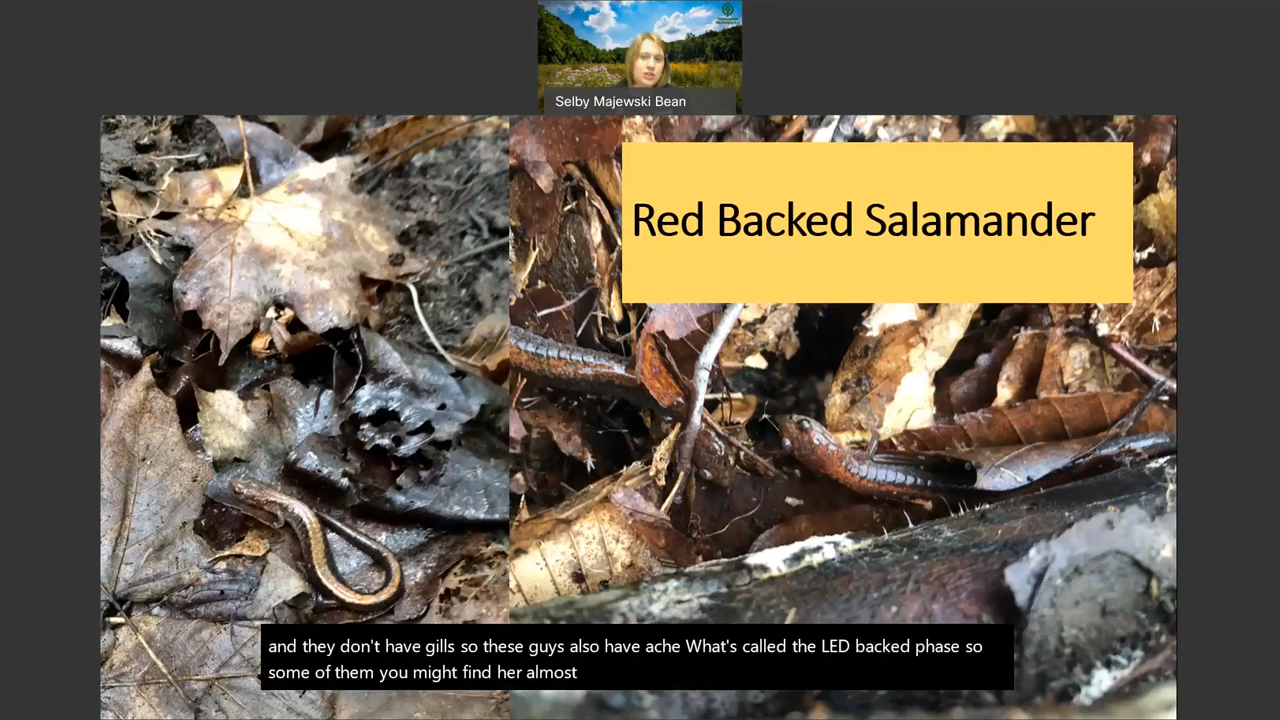 Selby Majewski Bean
Red Backed Salamander
and they don't have gills so these guys also have ache What's called the LED backed phase so
some of them you might find her almost